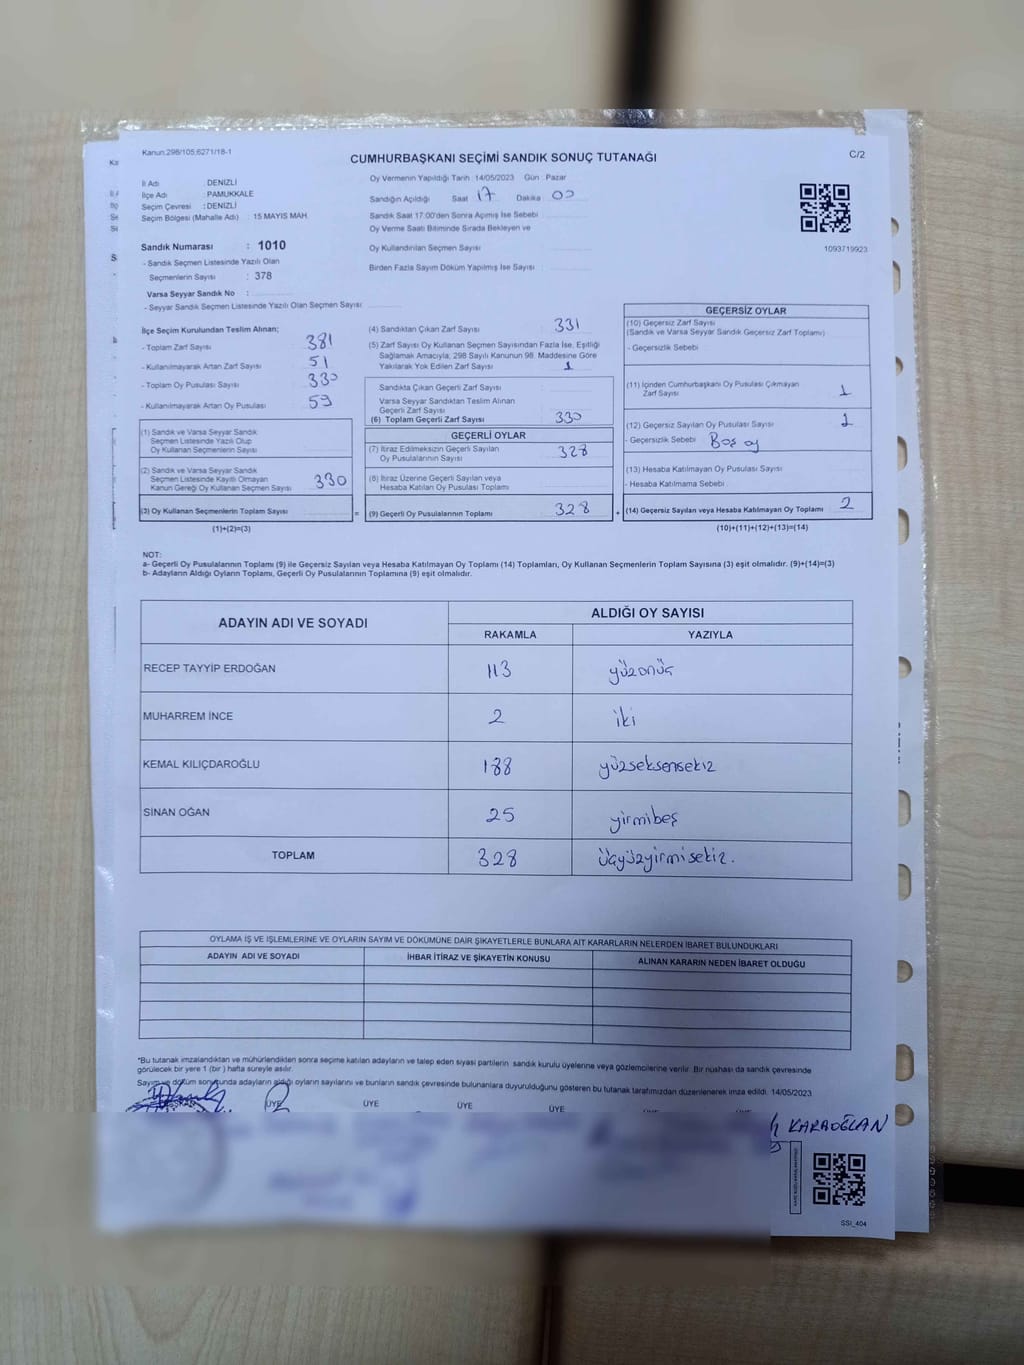 Kanun:298/105;6271/18-1
CUMHURBAŞKANI SEÇİMİ SANDIK SONUÇ TUTANAĞI
C/2
İl Adı : DENİZLİ
İlçe Adı : PAMUKKALE
Seçim Çevresi : DENİZLİ
Seçim Bölgesi (Mahalle Adı) : 15 MAYIS MAH.
Oy Vermenin Yapıldığı Tarih :14/05/2023 Gün : Pazar
Sandığın Açıldığı Saat 17 Dakika 00
Sandık Saat 17.00'den Sonra Açımış İse Sebebi
Oy Verme Saati Bitiminde Sırada Bekleyen ve
Oy Kullandırılan Seçmen Sayısı
Birden Fazla Sayım Döküm Yapılmış İse Sayısı
1093719923
Sandık Numarası : 1010
- Sandık Seçmen Listesinde Yazılı Olan
Seçmenlerin Sayısı : 378
Varsa Seyyar Sandık No :
- Seyyar Sandık Seçmen Listesinde Yazılı Olan Seçmen Sayısı
İlçe Seçim Kurulundan Teslim Alınan;
- Toplam Zarf Sayısı 381
- Kullanılmayarak Artan Zarf Sayısı 51
- Toplam Oy Pusulası Sayısı 330
- Kullanılmayarak Artan Oy Pusulası 59
(1) Sandık ve Varsa Seyyar Sandık
Seçmen Listesinde Yazılı Olup
Oy Kullanan Seçmenlerin Sayısı
(2) Sandık ve Varsa Seyyar Sandık
Seçmen Listesinde Kayıtlı Olmayan
Kanun Gereği Oy Kullanan Seçmen Sayısı 330
(3) Oy Kullanan Seçmenlerin Toplam Sayısı =
(1)+(2)=(3)
(4) Sandıktan Çıkan Zarf Sayısı 331
(5) Zarf Sayısı Oy Kullanan Seçmen Sayısından Fazla İse, Eşitliği
Sağlamak Amacıyla, 298 Sayılı Kanunun 98. Maddesine Göre
Yakılarak Yok Edilen Zarf Sayısı 1
Sandıkta Çıkan Geçerli Zarf Sayısı
Varsa Seyyar Sandıktan Teslim Alınan
Geçerli Zarf Sayısı
(6) Toplam Geçerli Zarf Sayısı 330
GEÇERLİ OYLAR
(7) İtiraz Edilmeksizin Geçerli Sayılan
Oy Pusulalarının Sayısı 328
(8) İtiraz Üzerine Geçerli Sayılan veya
Hesaba Katılan Oy Pusulası Toplamı
(9) Geçerli Oy Pusulalarının Toplamı 328 +
GEÇERSİZ OYLAR
(10) Geçersiz Zarf Sayısı
(Sandık ve Varsa Seyyar Sandık Geçersiz Zarf Toplamı)
- Geçersizlik Sebebi
(11) İçinden Cumhurbaşkanı Oy Pusulası Çıkmayan
Zarf Sayısı 1
(12) Geçersiz Sayılan Oy Pusulası Sayısı 1
- Geçersizlik Sebebi Boş oy
(13) Hesaba Katılmayan Oy Pusulası Sayısı
- Hesaba Katılmama Sebebi
(14) Geçersiz Sayılan veya Hesaba Katılmayan Oy Toplamı 2
(10)+(11)+(12)+(13)=(14)
NOT:
a- Geçerli Oy Pusulalarının Toplamı (9) ile Geçersiz Sayılan veya Hesaba Katılmayan Oy Toplamı (14) Toplamları, Oy Kullanan Seçmenlerin Toplam Sayısına (3) eşit olmalıdır. (9)+(14)=(3)
b- Adayların Aldığı Oyların Toplamı, Geçerli Oy Pusulalarının Toplamına (9) eşit olmalıdır.
ADAYIN ADI VE SOYADI ALDIĞI OY SAYISI
RAKAMLA YAZIYLA
RECEP TAYYİP ERDOĞAN 113 yüzonüç
MUHARREM İNCE 2 iki
KEMAL KILIÇDAROĞLU 188 yüzseksensekiz
SİNAN OĞAN 25 yirmibeş
TOPLAM 328 üçyüzyirmisekiz.
OYLAMA İŞ VE İŞLEMLERİNE VE OYLARIN SAYIM VE DÖKÜMÜNE DAİR ŞİKAYETLERLE BUNLARA AİT KARARLARIN NELERDEN İBARET BULUNDUKLARI
ADAYIN ADI VE SOYADI İHBAR İTİRAZ VE ŞİKAYETİN KONUSU ALINAN KARARIN NEDEN İBARET OLDUĞU
*Bu tutanak imzalandıktan ve mühürlendikten sonra seçime katılan adayların ve talep eden siyasi partilerin sandık kurulu üyelerine veya gözlemcilerine verilir. Bir nushası da sandık çevresinde
görülecek bir yere 1 (bir ) hafta süreyle asılır.
Sayım ve döküm sonucunda adayların aldığı oyların sayılarını ve bunların sandık çevresinde bulunanlara duyurulduğunu gösteren bu tutanak tarafımızdan düzenlenerek imza edildi. 14/05/2023
BAŞKAN ÜYE ÜYE ÜYE ÜYE
KARAOĞLAN
SSI_404